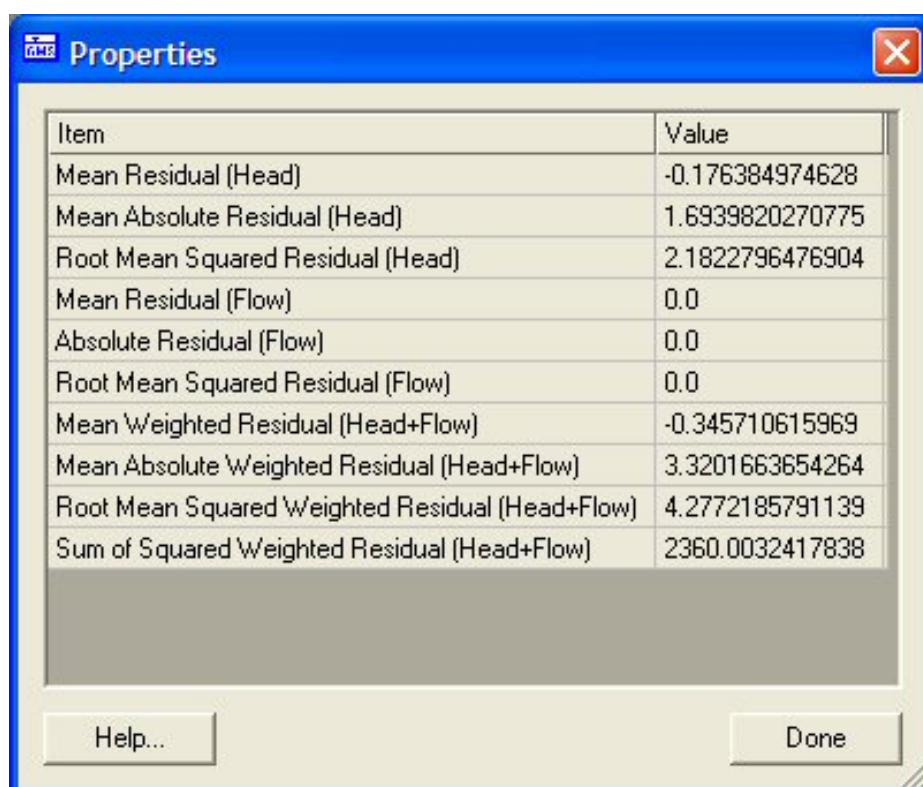 GMS Properties
Item Value
Mean Residual (Head) -0.176384974628
Mean Absolute Residual (Head) 1.6939820270775
Root Mean Squared Residual (Head) 2.1822796476904
Mean Residual (Flow) 0.0
Absolute Residual (Flow) 0.0
Root Mean Squared Residual (Flow) 0.0
Mean Weighted Residual (Head+Flow) -0.345710615969
Mean Absolute Weighted Residual (Head+Flow) 3.3201663654264
Root Mean Squared Weighted Residual (Head+Flow) 4.2772185791139
Sum of Squared Weighted Residual (Head+Flow) 2360.0032417838
Help... Done